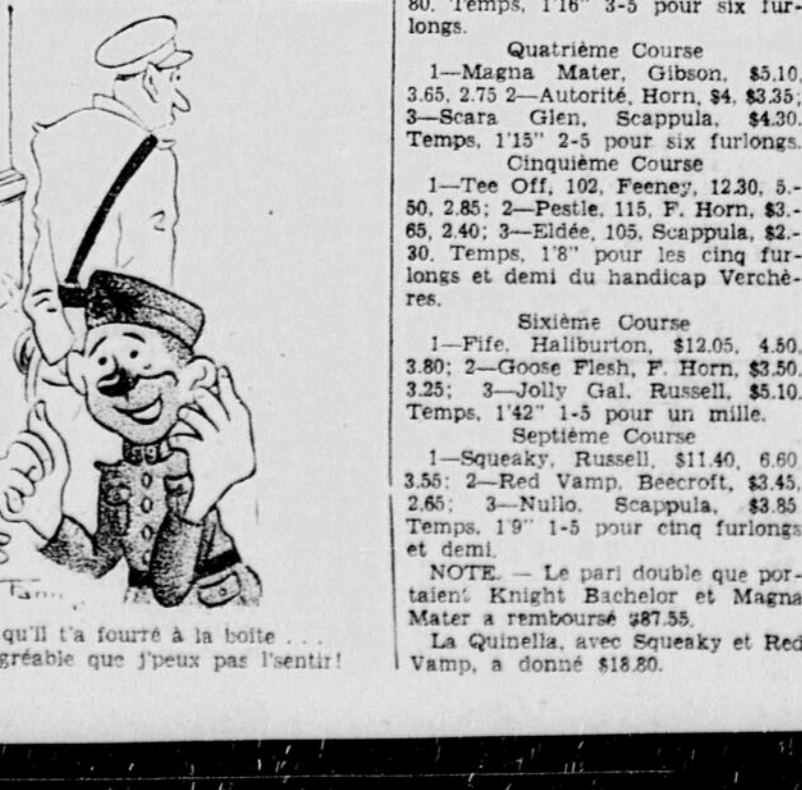 qu'il t'a fourré à la boîte . . .
gréable que j'peux pas l'sentir!
80. Temps, 1'16" 3-5 pour six fur-
longs.
Quatrième Course
1—Magna Mater, Gibson, $5.10,
3.65, 2.75 2—Autorité, Horn, $4, $3.35;
3—Scara Glen, Scappula, $4.30.
Temps, 1'15" 2-5 pour six furlongs.
Cinquième Course
1—Tee Off, 102, Feeney, 12.30, 5.-
50, 2.85; 2—Pestle, 115, F. Horn, $3.-
65, 2.40; 3—Eldée, 105, Scappula, $2.-
30. Temps, 1'8" pour les cinq fur-
longs et demi du handicap Verchè-
res.
Sixième Course
1—Fife, Haliburton, $12.05, 4.50,
3.80; 2—Goose Flesh, F. Horn, $3.50,
3.25; 3—Jolly Gal, Russell, $5.10.
Temps, 1'42" 1-5 pour un mille.
Septième Course
1—Squeaky, Russell, $11.40, 6.60
3.55; 2—Red Vamp, Beecroft, $3.45,
2.65; 3—Nullo, Scappula, $3.85
Temps, 1'9" 1-5 pour cinq furlongs
et demi.
NOTE. — Le pari double que por-
taient Knight Bachelor et Magna
Mater a remboursé $87.55.
La Quinella, avec Squeaky et Red
Vamp, a donné $18.80.